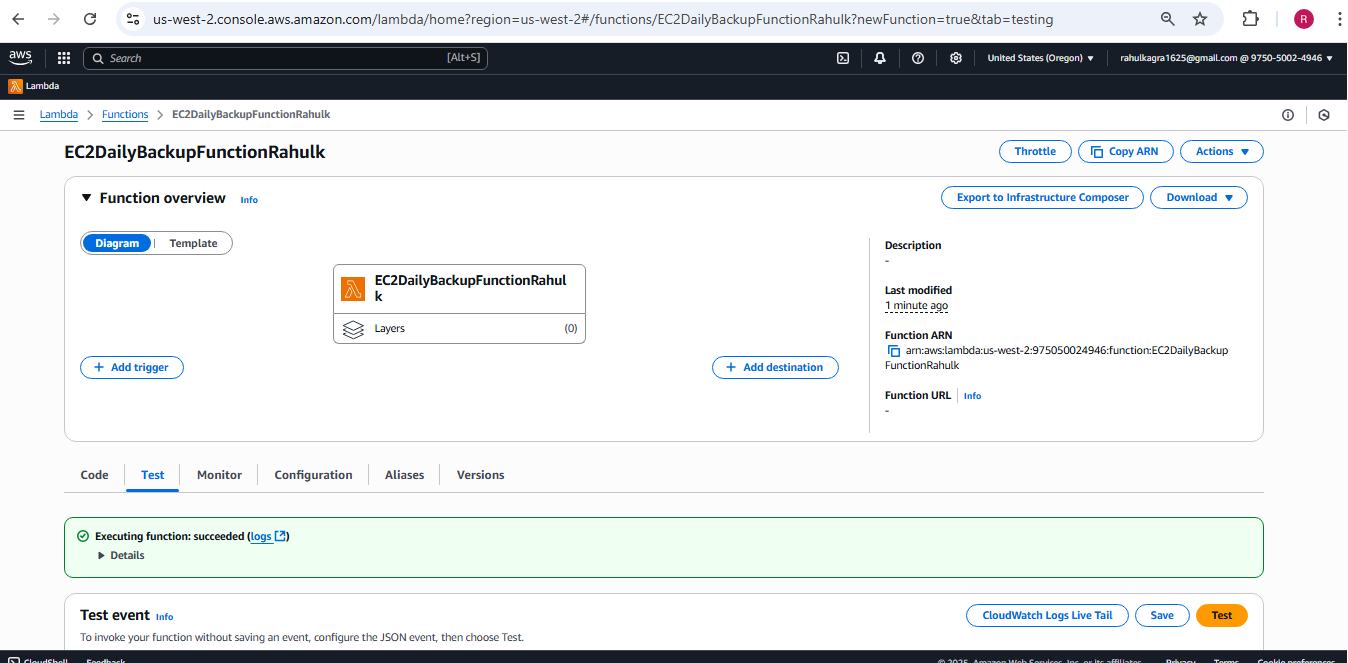 us-west-2.console.aws.amazon.com/lambda/home?region=us-west-2#/functions/EC2DailyBackupFunctionRahulk?newFunction=true&tab=testing
R
aws
Search
[Alt+S]
United States (Oregon)
rahulkagra1625@gmail.com @ 9750-5002-4946
Lambda
Lambda
Functions
EC2DailyBackupFunctionRahulk
EC2DailyBackupFunctionRahulk
Throttle
Copy ARN
Actions
Function overview
Info
Export to Infrastructure Composer
Download
Diagram
Template
EC2DailyBackupFunctionRahul
k
Layers
(0)
+ Add trigger
+ Add destination
Description
-
Last modified
1 minute ago
Function ARN
arn:aws:lambda:us-west-2:975050024946:function:EC2DailyBackup
FunctionRahulk
Function URL
Info
-
Code
Test
Monitor
Configuration
Aliases
Versions
Executing function: succeeded (logs)
Details
Test event
Info
CloudWatch Logs Live Tail
Save
Test
To invoke your function without saving an event, configure the JSON event, then choose Test.
CloudShell
Feedback
© 2025, Amazon Web Services, Inc. or its affiliates.
Privacy
Terms
Cookie preferences